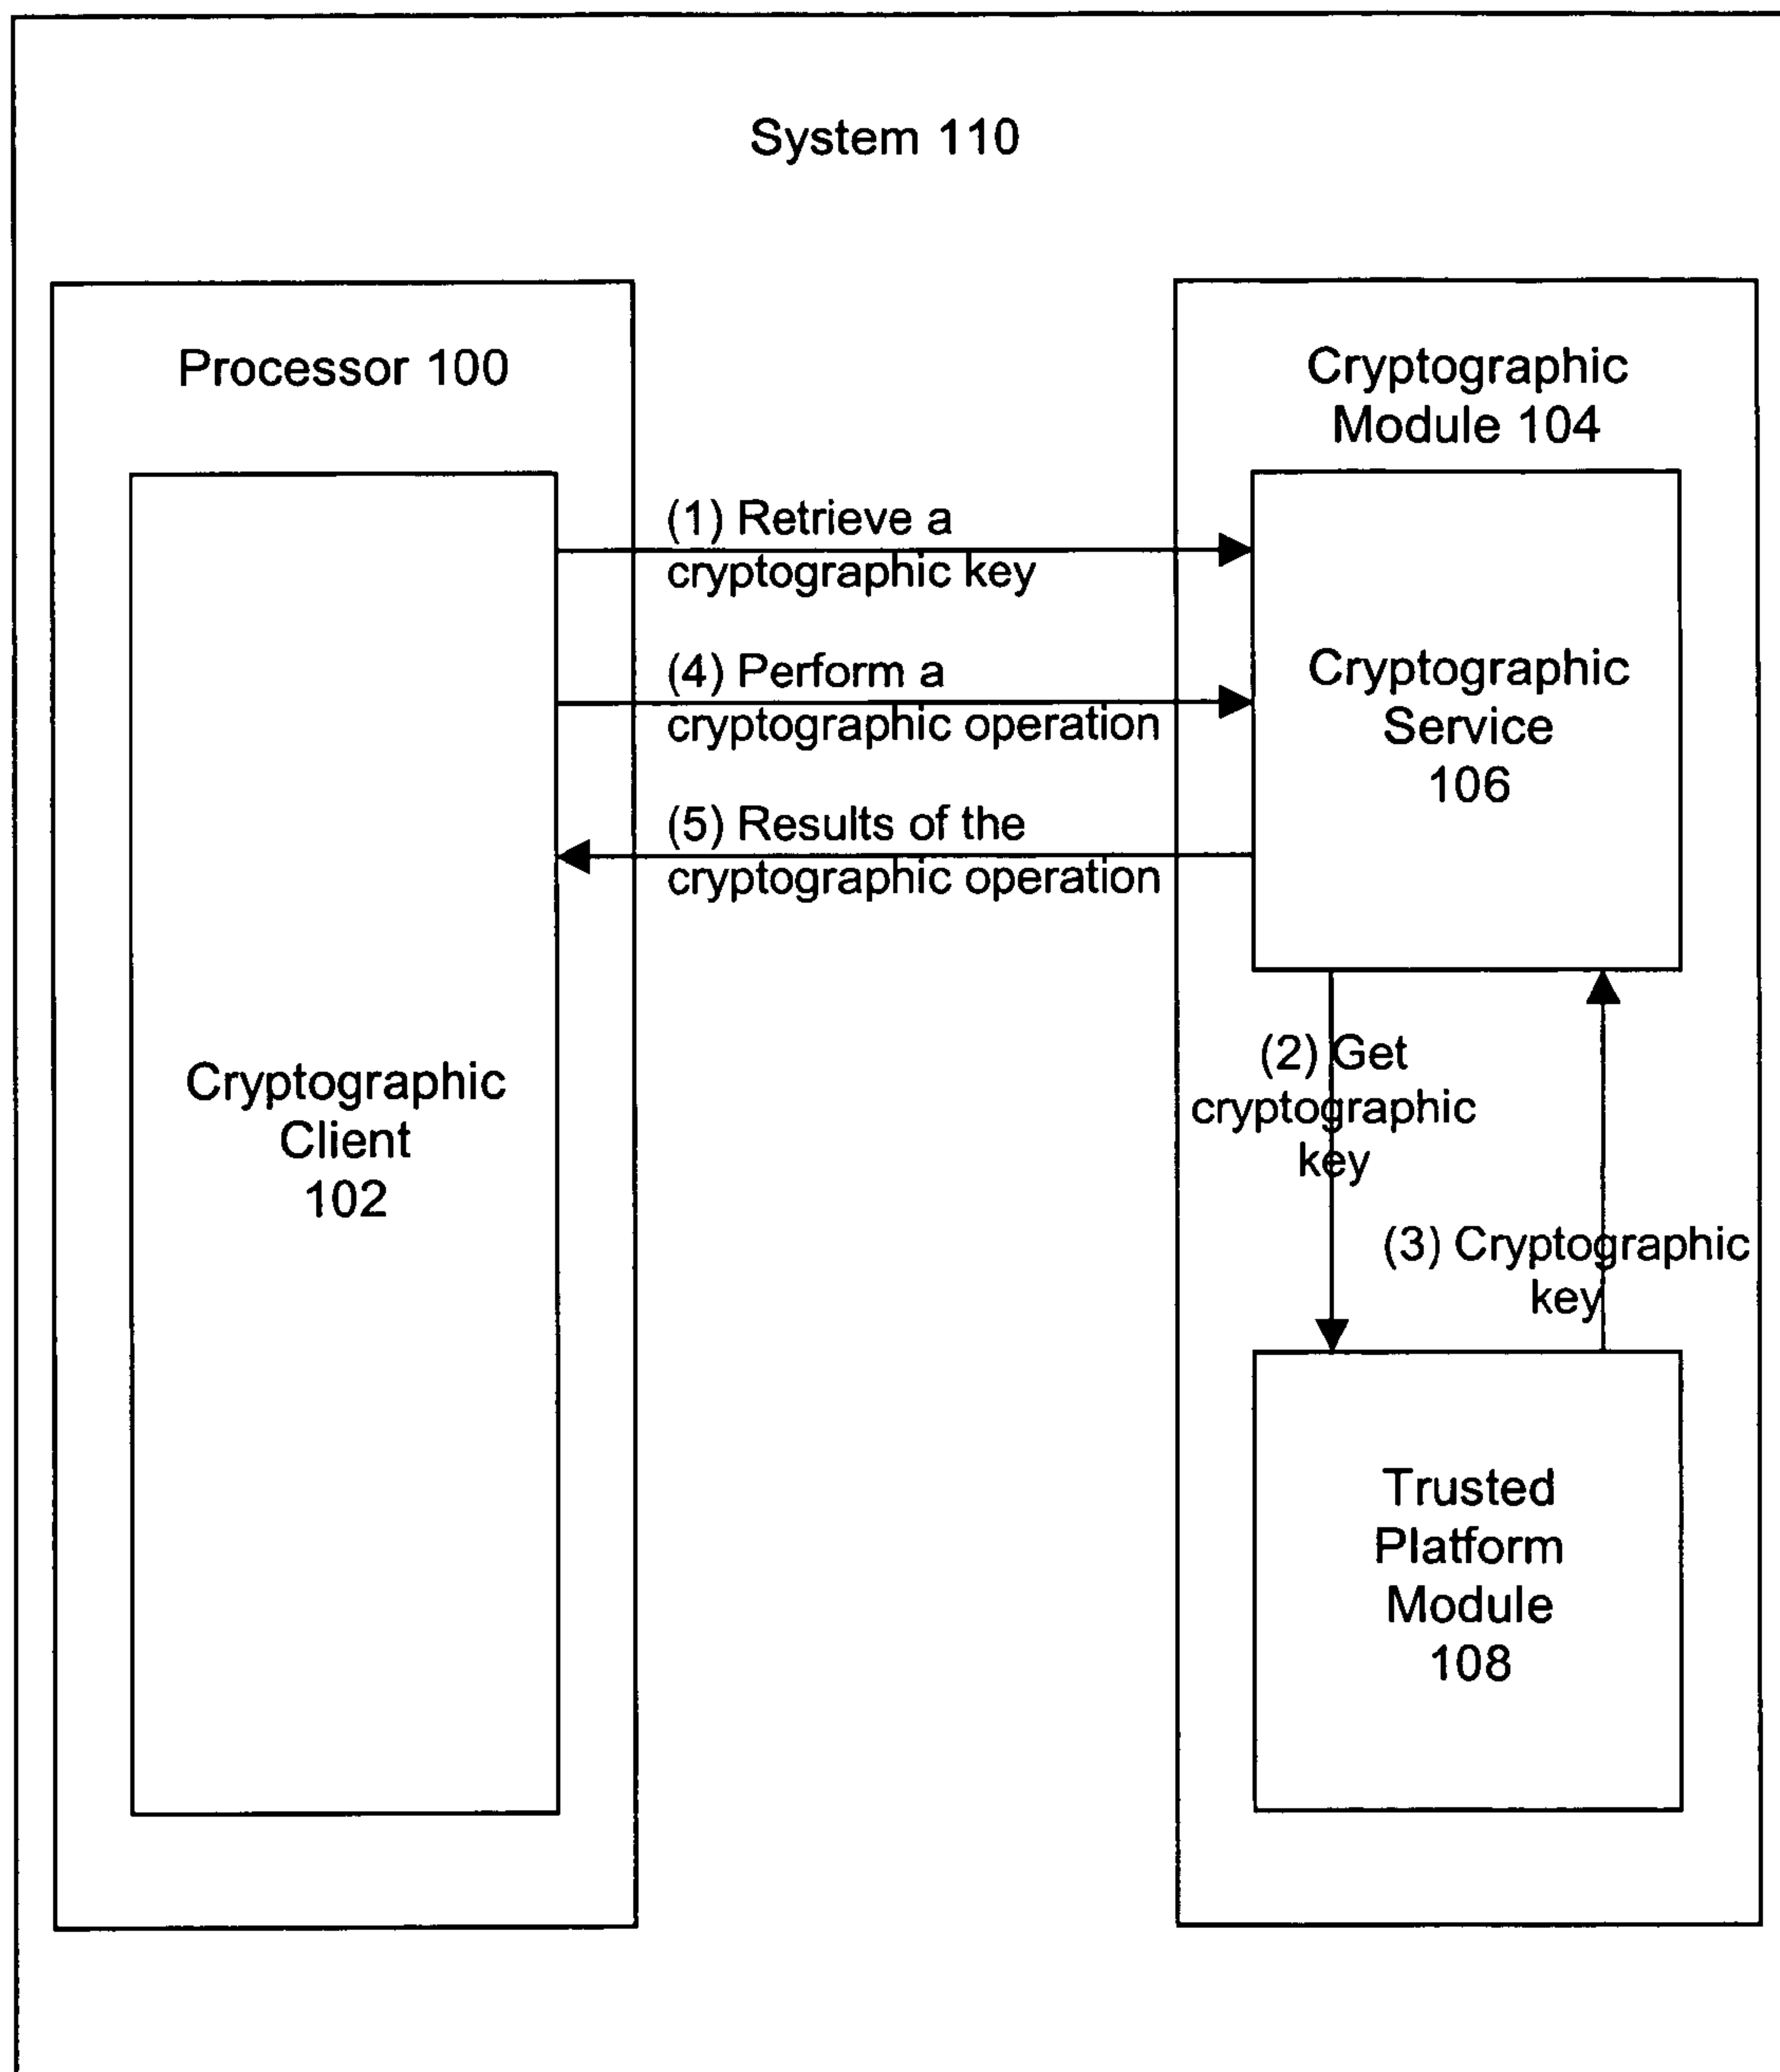 System 110
Processor 100
Cryptographic
Module 104
(1) Retrieve a
cryptographic key
(4) Perform a
cryptographic operation
(5) Results of the
cryptographic operation
Cryptographic
Service
106
Cryptographic
Client
102
(2) Get
cryptographic
key
(3) Cryptographic
key
Trusted
Platform
Module
108